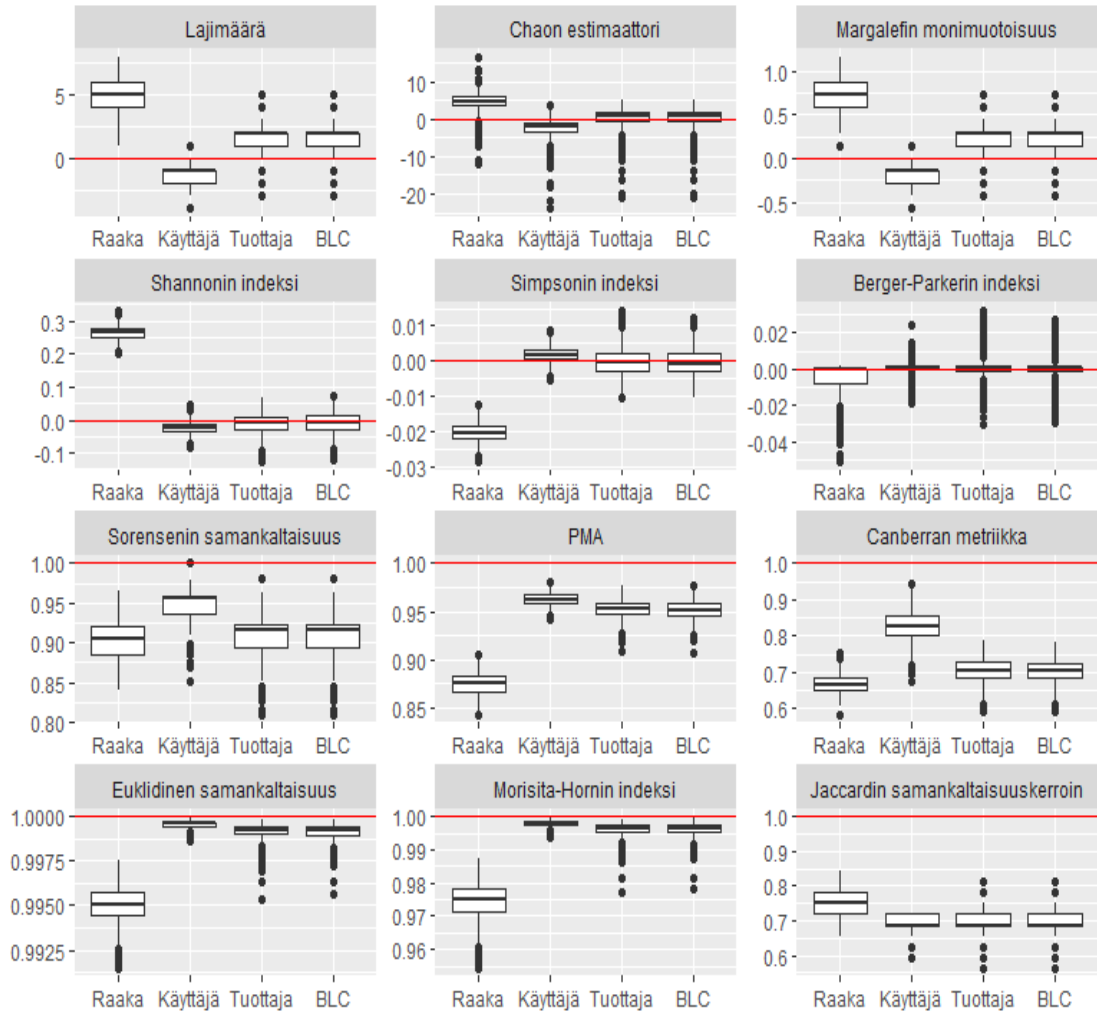 Lajimäärä
Chaon estimaattori
Margalefin monimuotoisuus
5
0
10
0
-10
-20
1.0
0.5
0.0
-0.5
Raaka Käyttäjä Tuottaja BLC
Raaka Käyttäjä Tuottaja BLC
Raaka Käyttäjä Tuottaja BLC
Shannonin indeksi
Simpsonin indeksi
Berger-Parkerin indeksi
0.3
0.2
0.1
0.0
-0.1
0.01
0.00
-0.01
-0.02
-0.03
0.02
0.00
-0.02
-0.04
Raaka Käyttäjä Tuottaja BLC
Raaka Käyttäjä Tuottaja BLC
Raaka Käyttäjä Tuottaja BLC
Sorensenin samankaltaisuus
PMA
Canberran metriikka
1.00
0.95
0.90
0.85
0.80
1.00
0.95
0.90
0.85
1.0
0.9
0.8
0.7
0.6
Raaka Käyttäjä Tuottaja BLC
Raaka Käyttäjä Tuottaja BLC
Raaka Käyttäjä Tuottaja BLC
Euklidinen samankaltaisuus
Morisita-Hornin indeksi
Jaccardin samankaltaisuuskerroin
1.0000
0.9975
0.9950
0.9925
1.00
0.99
0.98
0.97
0.96
1.0
0.9
0.8
0.7
0.6
Raaka Käyttäjä Tuottaja BLC
Raaka Käyttäjä Tuottaja BLC
Raaka Käyttäjä Tuottaja BLC